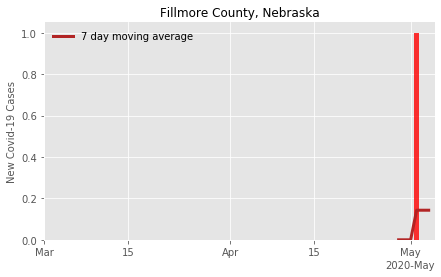 Fillmore County, Nebraska
7 day moving average
New Covid-19 Cases
1.0
0.8
0.6
0.4
0.2
0.0
Mar 15 Apr 15 May
2020-May